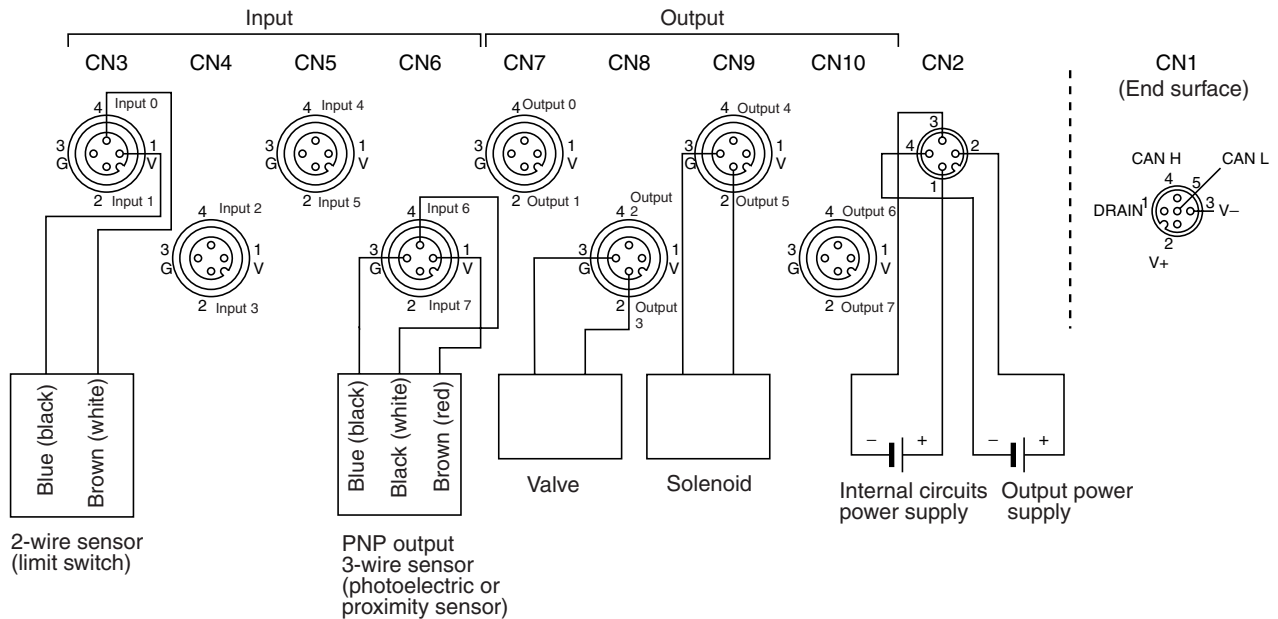 Input
Output
CN3
CN4
CN5
CN6
CN7
CN8
CN9
CN10
CN2
CN1
(End surface)
4 Input 0
3
G
1
V
2 Input 1
4 Input 2
3
G
1
V
2 Input 3
4 Input 4
3
G
1
V
2 Input 5
4 Input 6
3
G
1
V
2 Input 7
4 Output 0
3
G
1
V
2 Output 1
4 Output
2
3
G
1
V
2 Output
3
4 Output 4
3
G
1
V
2 Output 5
4 Output 6
3
G
1
V
2 Output 7
3
4
2
1
CAN H
CAN L
4
5
DRAIN 1
3 V–
2
V+
Blue (black)
Brown (white)
2-wire sensor
(limit switch)
Blue (black)
Black (white)
Brown (red)
PNP output
3-wire sensor
(photoelectric or
proximity sensor)
Valve
Solenoid
– +
Internal circuits
power supply
– +
Output power
supply